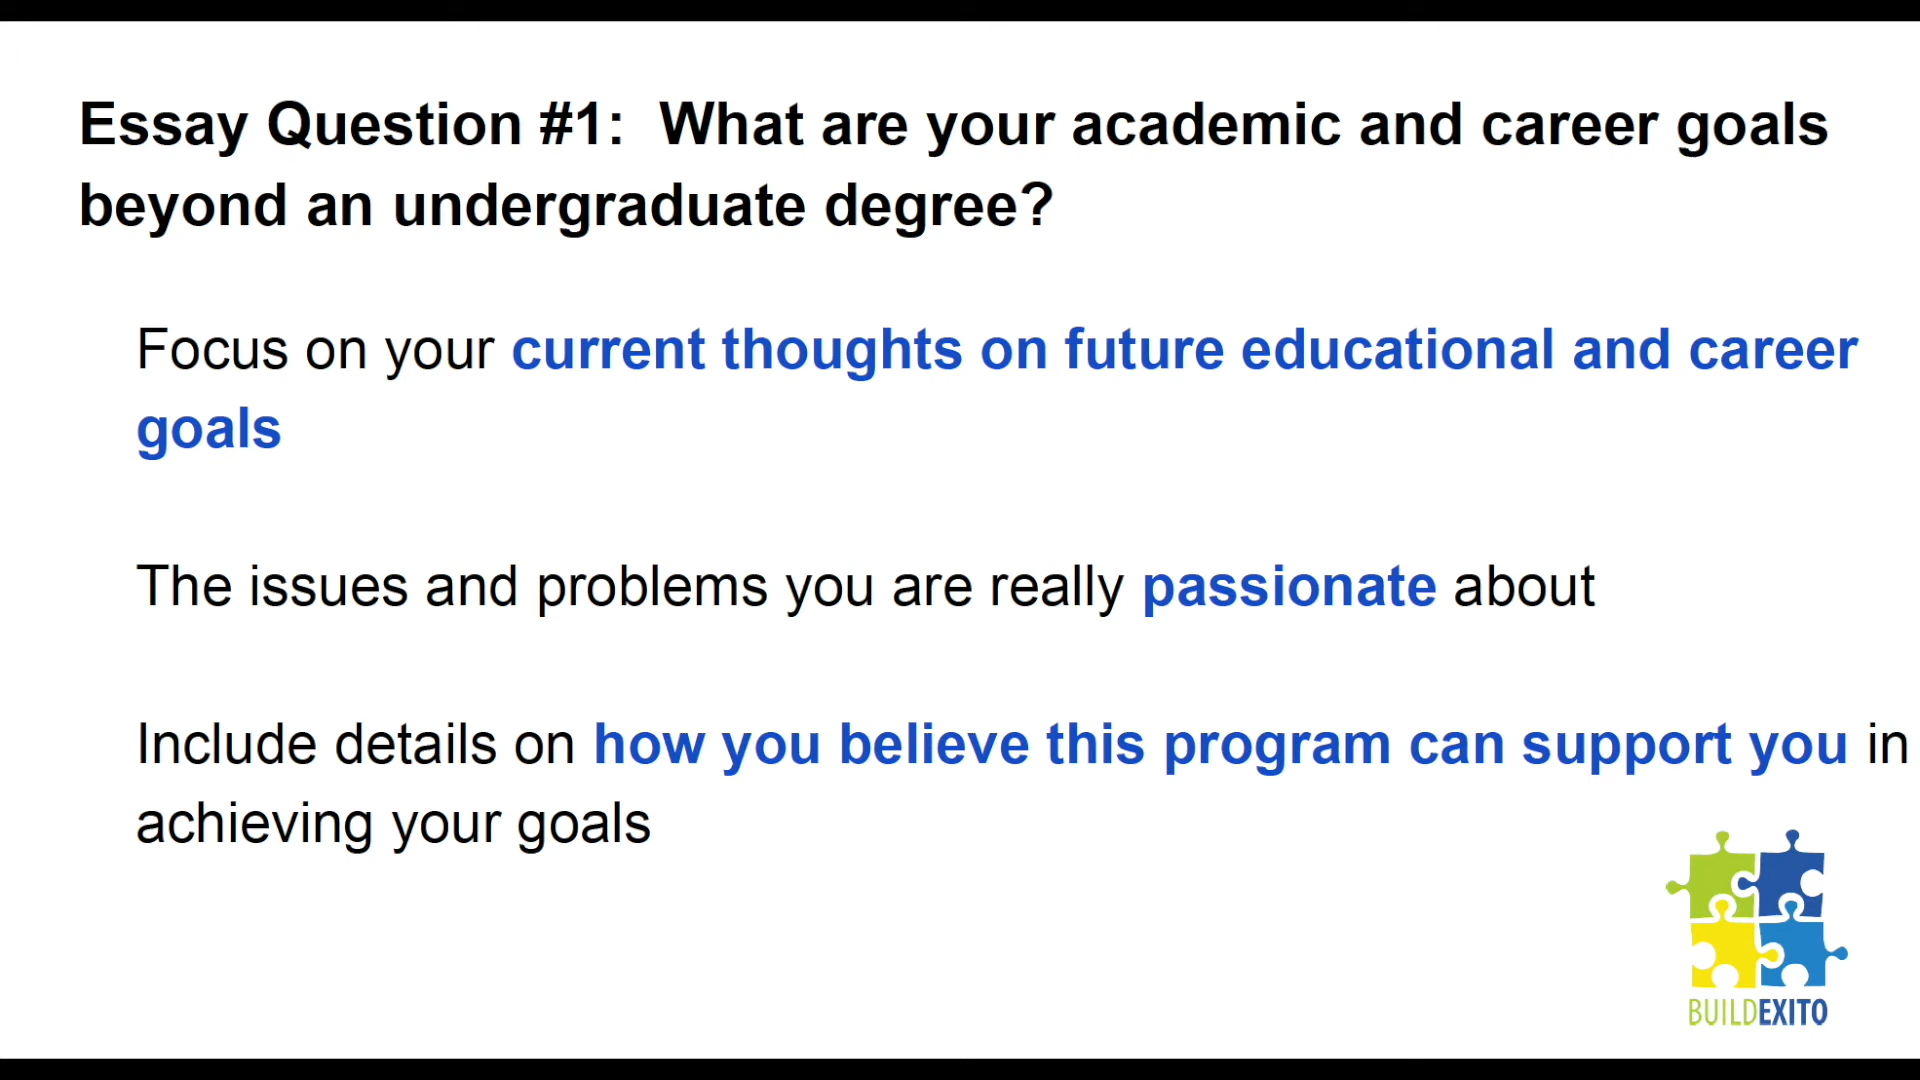 Essay Question #1:  What are your academic and career goals
beyond an undergraduate degree?
Focus on your current thoughts on future educational and career
goals
The issues and problems you are really passionate about
Include details on how you believe this program can support you in
achieving your goals
BUILDEXITO